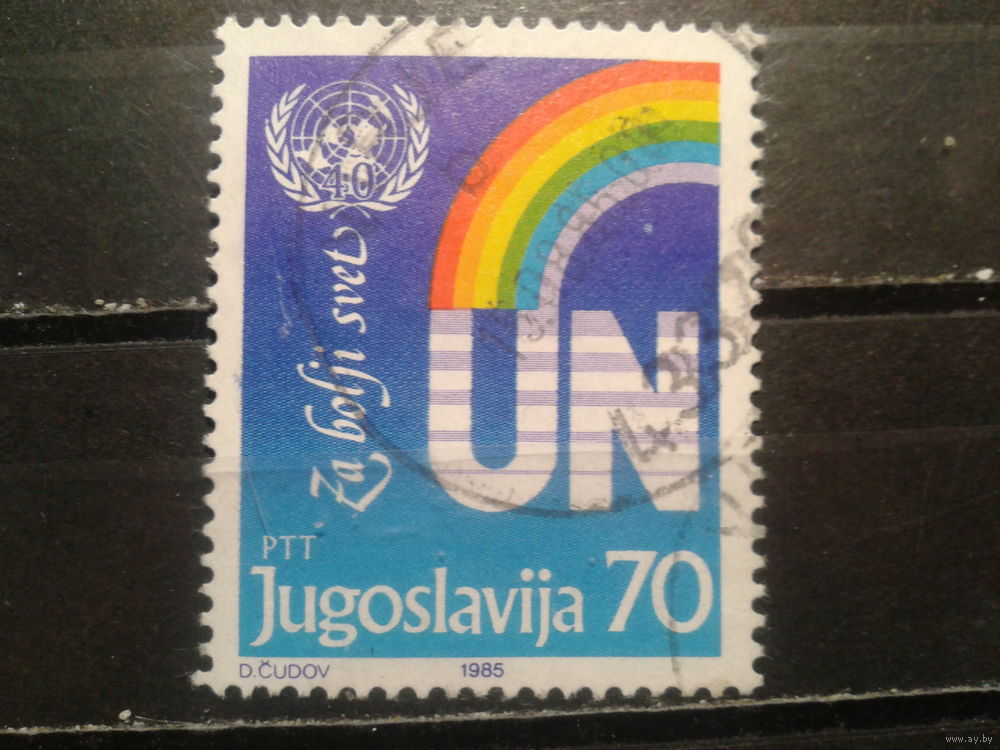 40
Za bolji svet
UN
PTT
Jugoslavija 70
D.ČUDOV 1985
www.ay.by